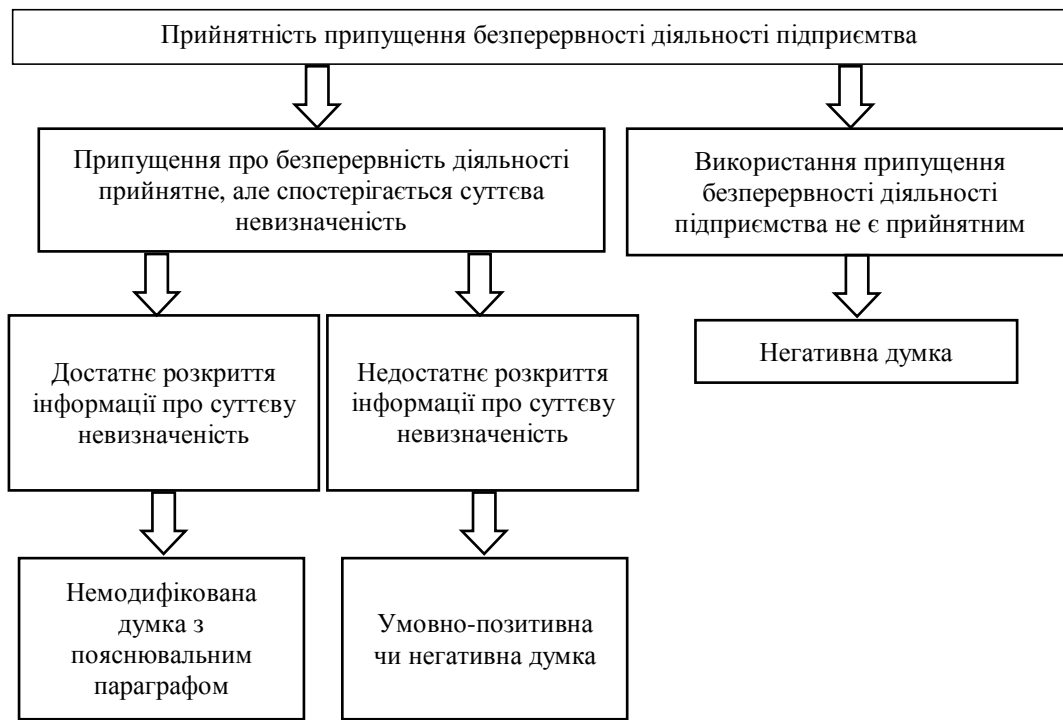 Прийнятність припущення безперервності діяльності підприємтва
Припущення про безперервність діяльності
прийнятне, але спостерігається суттєва
невизначеність
Використання припущення
безперервності діяльності
підприємства не є прийнятним
Достатнє розкриття
інформації про суттєву
невизначеність
Недостатнє розкриття
інформації про суттєву
невизначеність
Негативна думка
Немодифікована
думка з
пояснювальним
параграфом
Умовно-позитивна
чи негативна думка